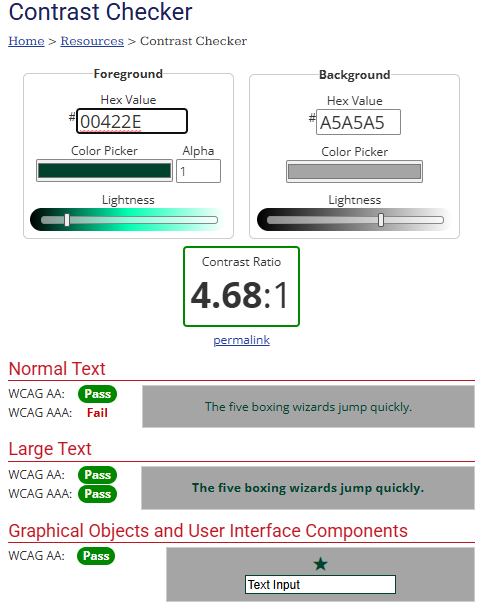 Contrast Checker
Home > Resources > Contrast Checker
Foreground
Hex Value
# 00422E
Color Picker Alpha
1
Lightness
Background
Hex Value
# A5A5A5
Color Picker
Lightness
Contrast Ratio
4.68:1
permalink
Normal Text
WCAG AA: Pass
WCAG AAA: Fail
The five boxing wizards jump quickly.
Large Text
WCAG AA: Pass
WCAG AAA: Pass
The five boxing wizards jump quickly.
Graphical Objects and User Interface Components
WCAG AA: Pass
Text Input